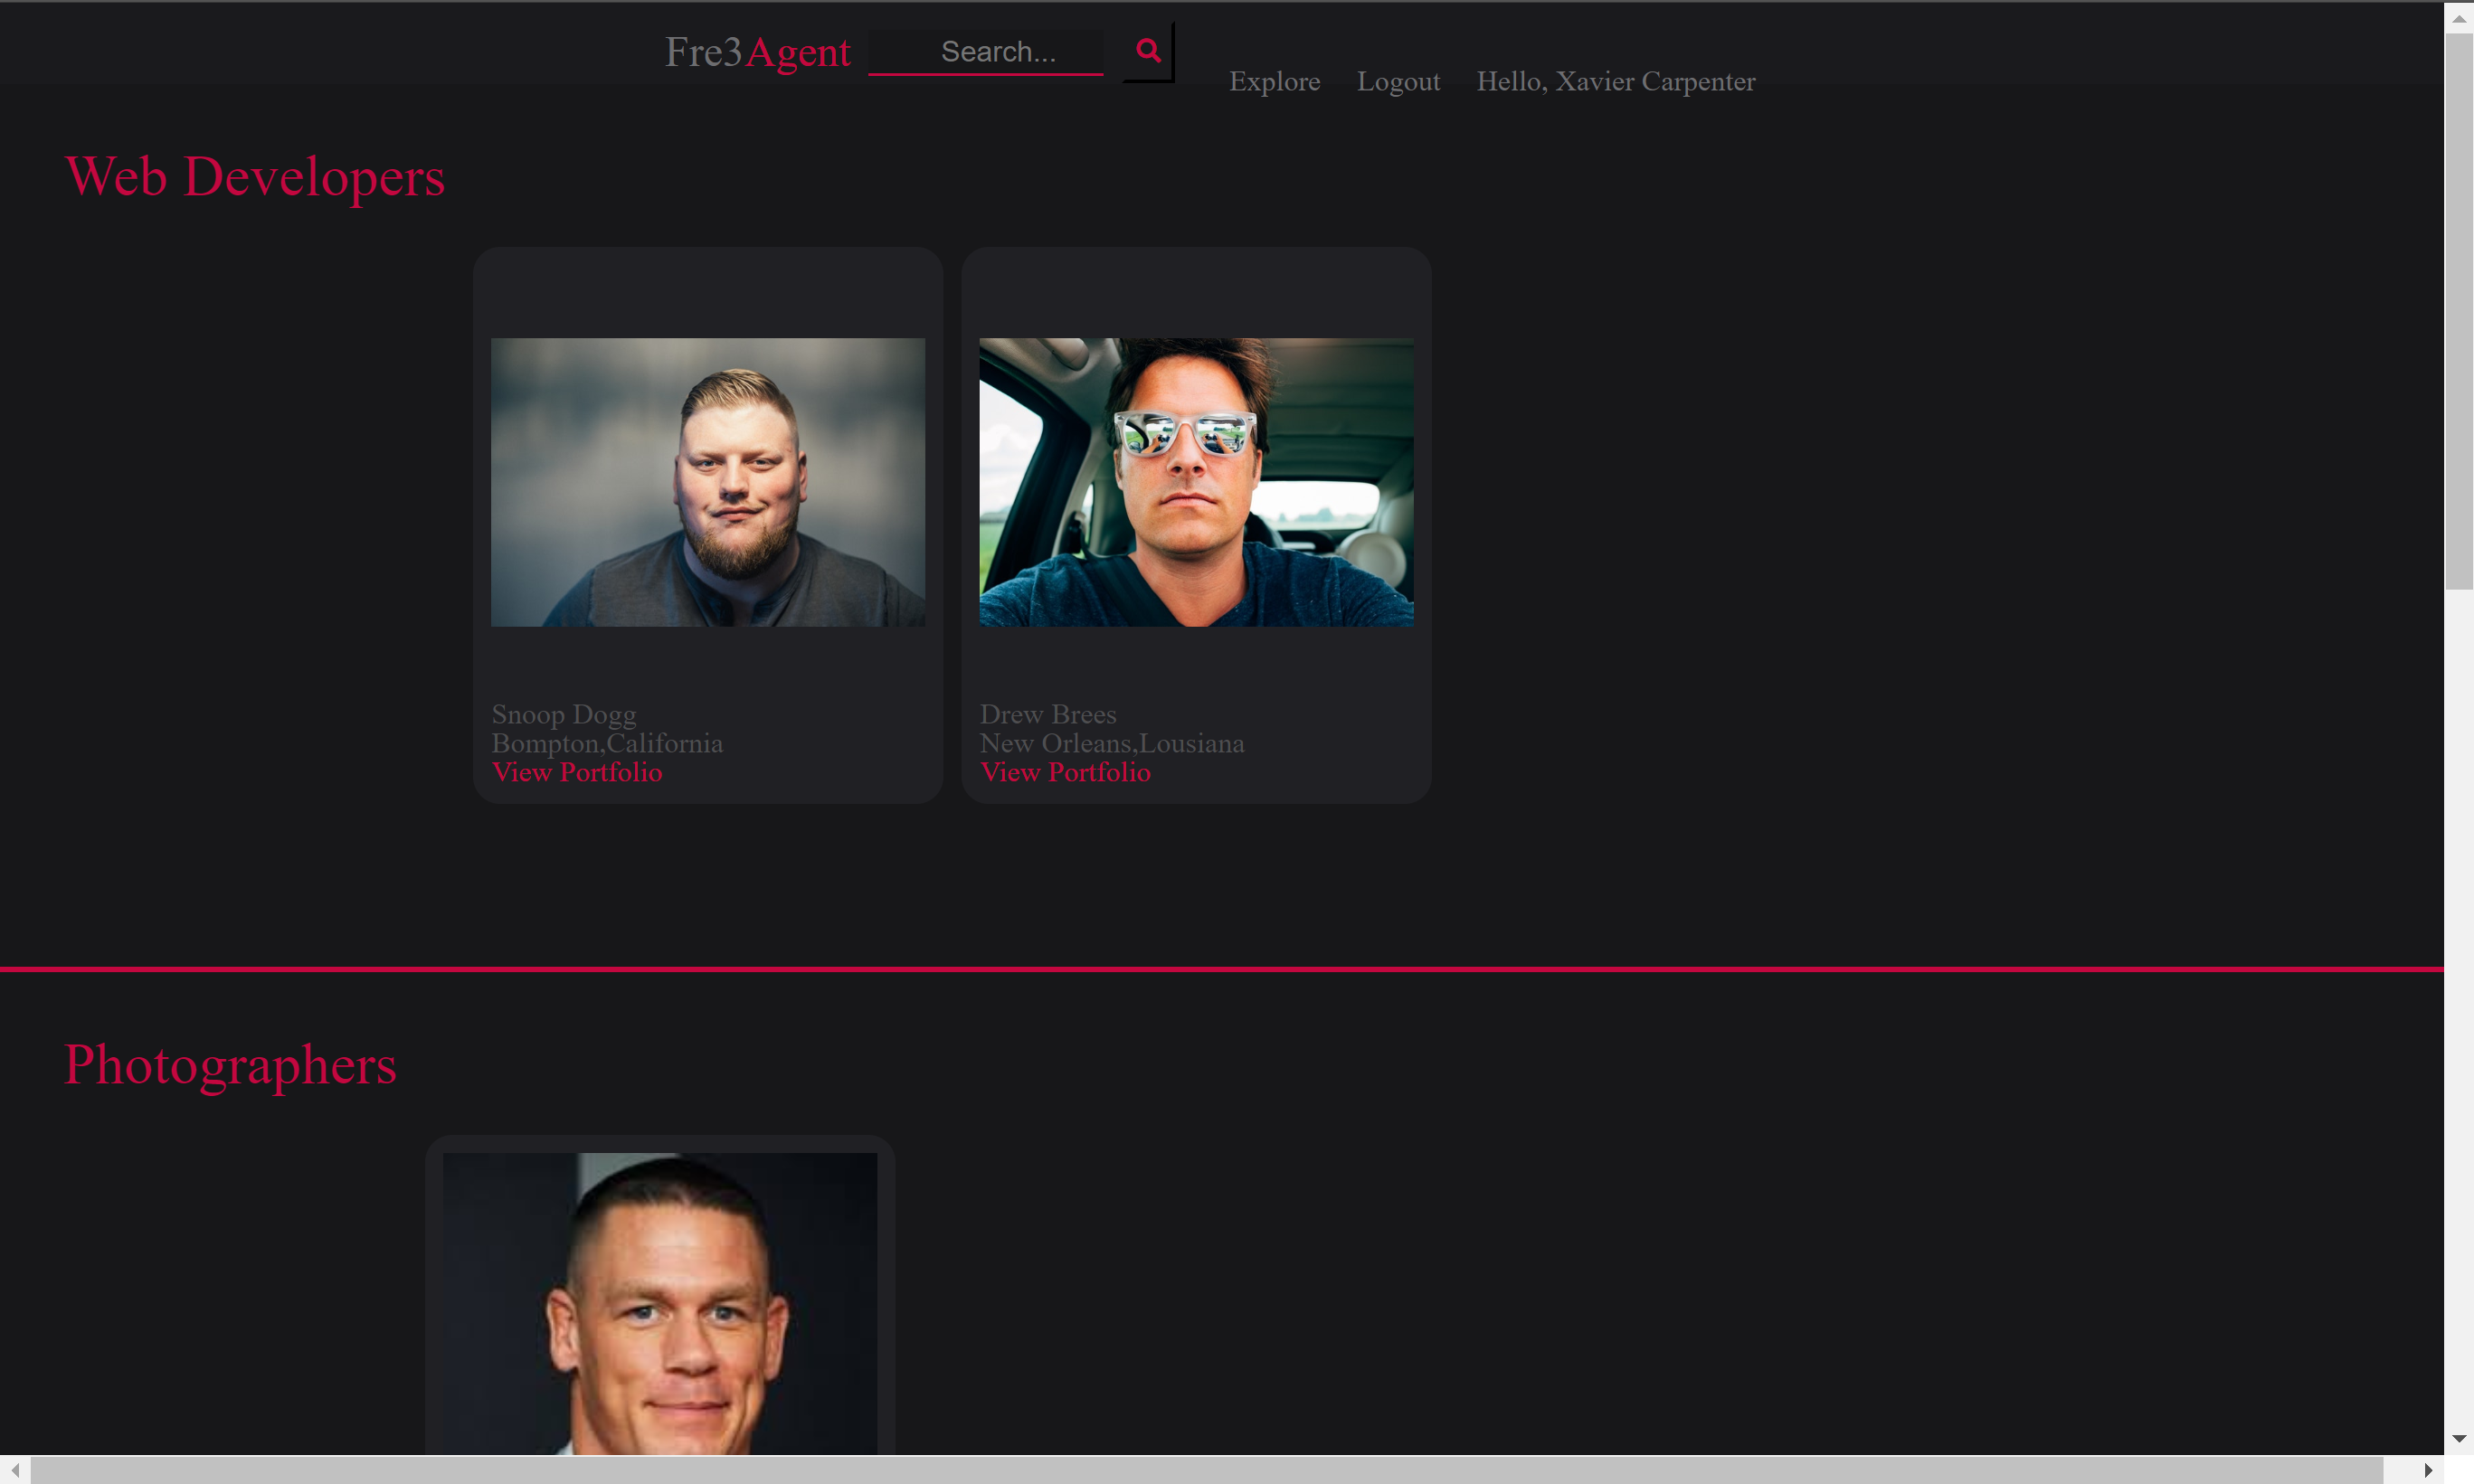 Fre3Agent
Search...
Explore
Logout
Hello, Xavier Carpenter
Web Developers
Snoop Dogg
Bompton,California
View Portfolio
Drew Brees
New Orleans,Lousiana
View Portfolio
Photographers